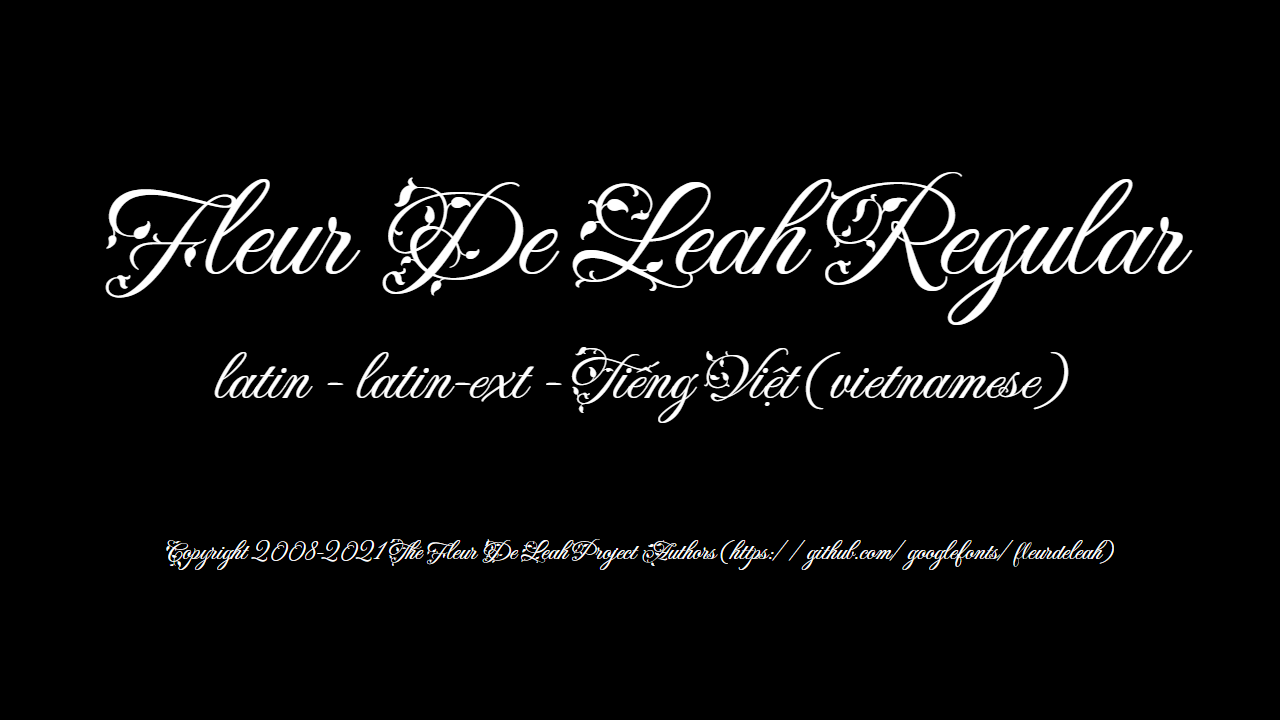 Fleur De Leah Regular
latin - latin-ext - Tiếng Việt (vietnamese)
Copyright 2008-2021 The Fleur De Leah Project Authors (https://github.com/googlefonts/fleurdeleah)